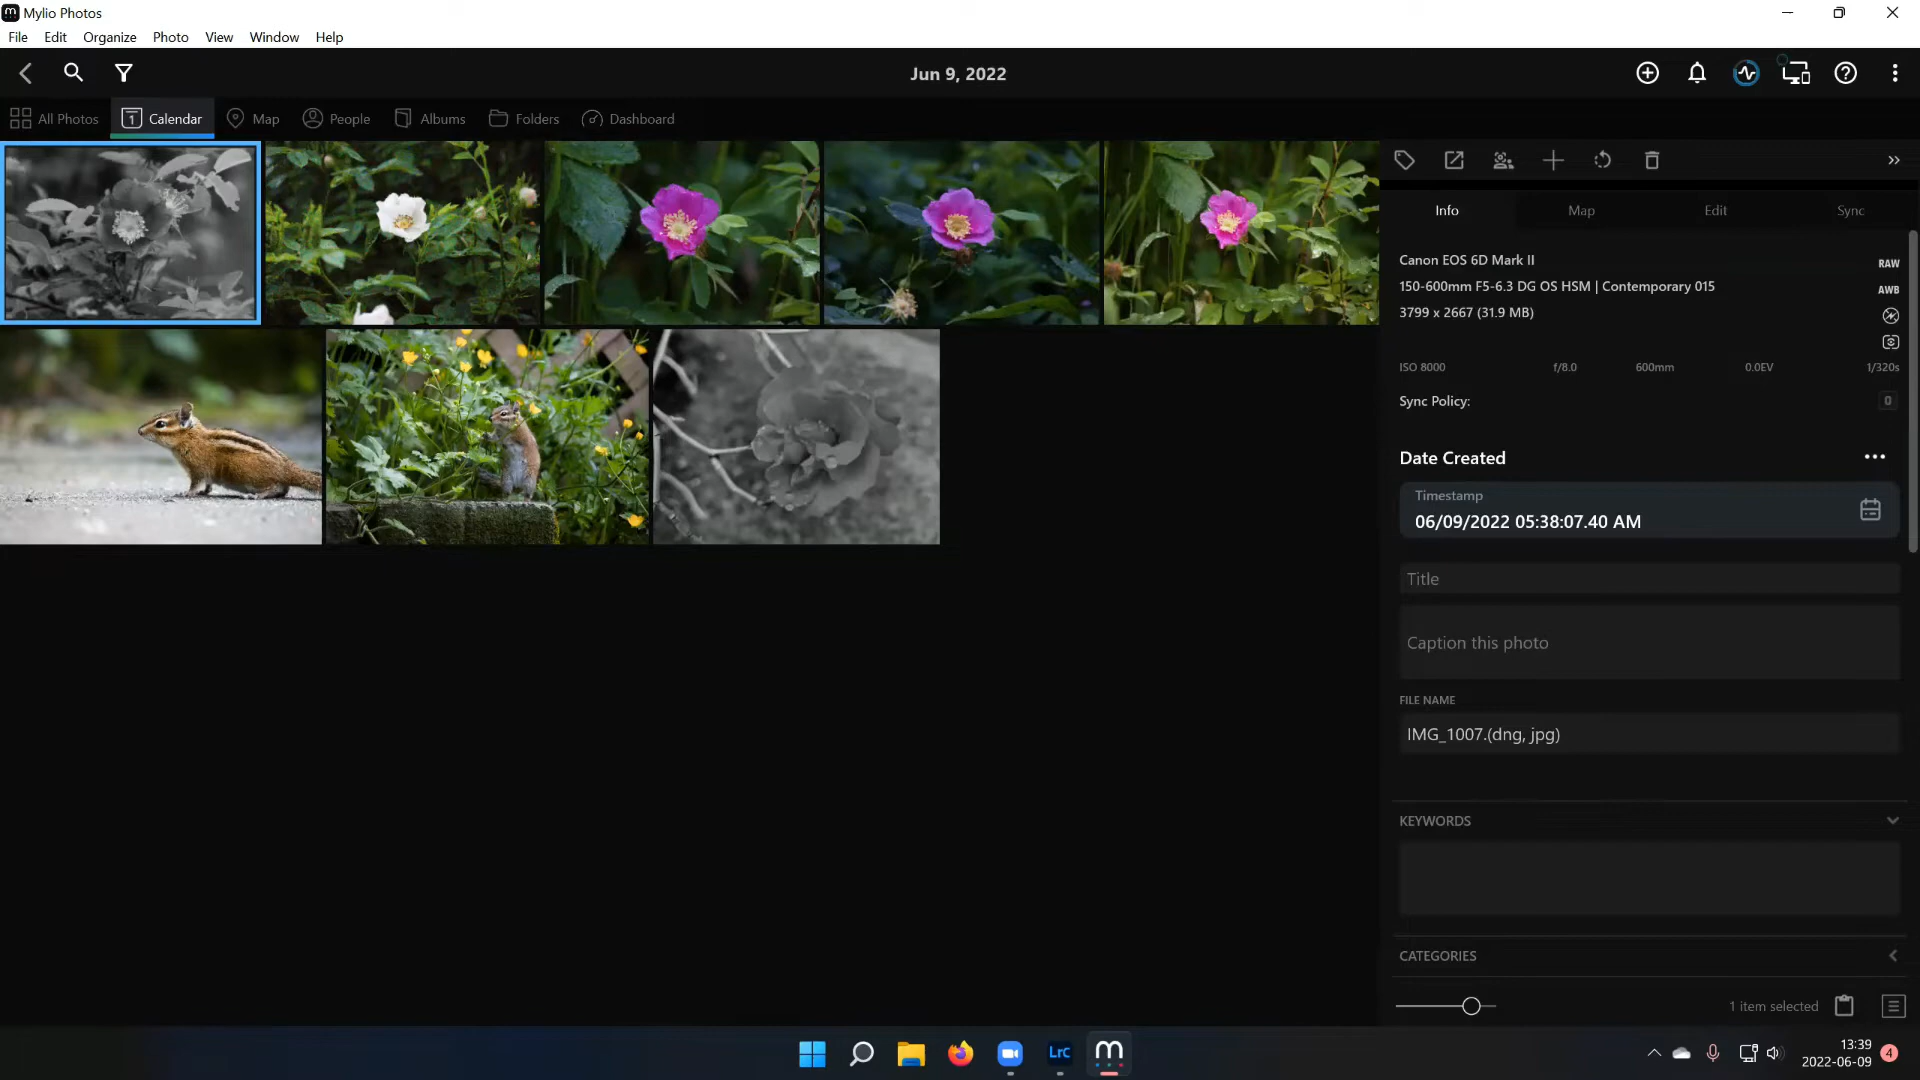 Mylio Photos
File Edit Organize Photo View Window Help
Jun 9, 2022
All Photos Calendar Map People Albums Folders Dashboard
Info Map Edit Sync
Canon EOS 6D Mark II
RAW
150-600mm F5-6.3 DG OS HSM | Contemporary 015
AWB
3799 x 2667 (31.9 MB)
ISO 8000 f/8.0 600mm 0.0EV 1/320s
Sync Policy: 0
Date Created
Timestamp
06/09/2022 05:38:07.40 AM
Title
Caption this photo
FILE NAME
IMG_1007.(dng, jpg)
KEYWORDS
CATEGORIES
1 item selected
LrC
13:39
2022-06-09
4